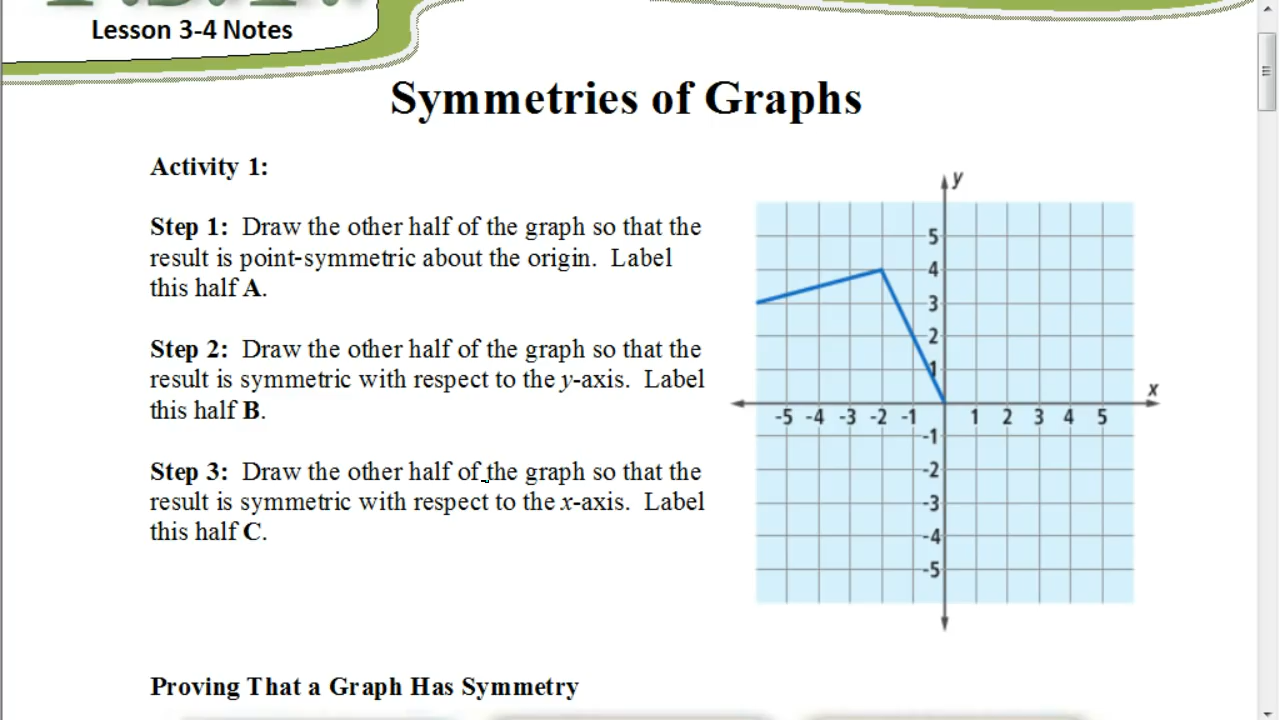 Lesson 3-4 Notes
Symmetries of Graphs
Activity 1:
Step 1: Draw the other half of the graph so that the
result is point-symmetric about the origin. Label
this half A.
Step 2: Draw the other half of the graph so that the
result is symmetric with respect to the y-axis. Label
this half B.
Step 3: Draw the other half of the graph so that the
result is symmetric with respect to the x-axis. Label
this half C.
y
5
4
3
2
1
x
-5 -4 -3 -2 -1 1 2 3 4 5
-1
-2
-3
-4
-5
Proving That a Graph Has Symmetry